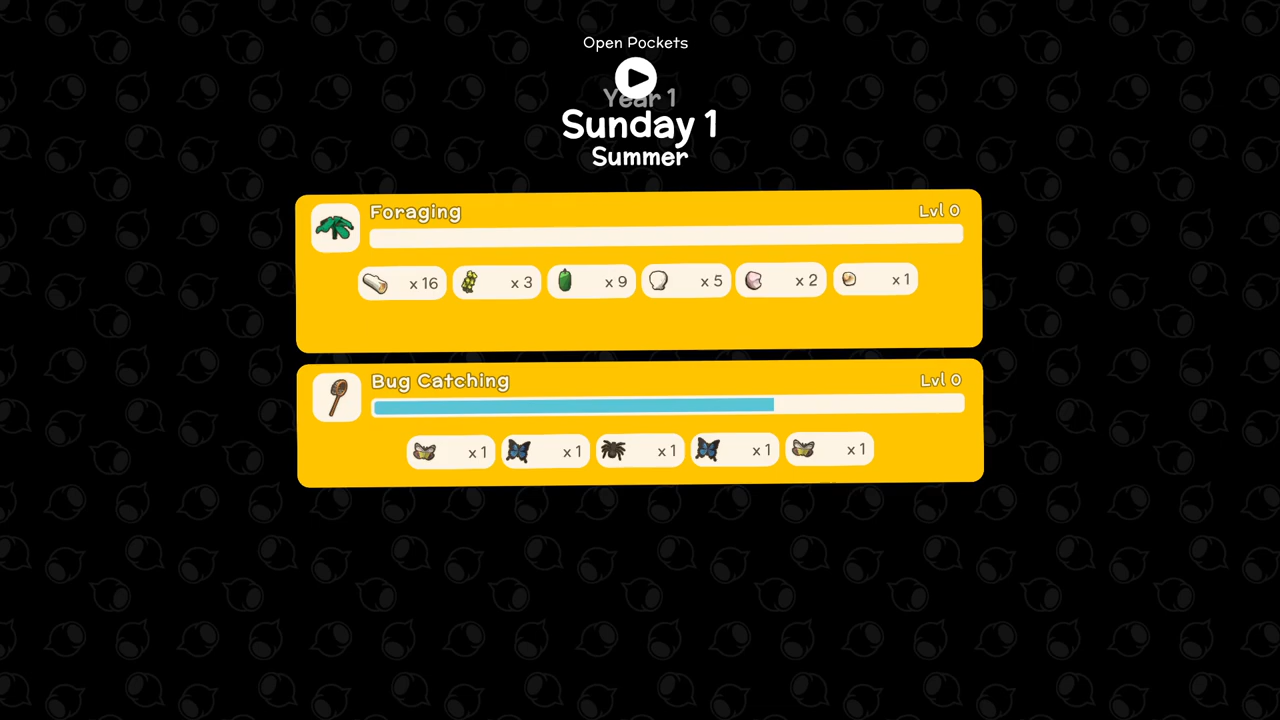 Open Pockets
Year 1
Sunday 1
Summer
Foraging
Lvl 0
x 16
x 3
x 9
x 5
x 2
x 1
Bug Catching
Lvl 0
x 1
x 1
x 1
x 1
x 1